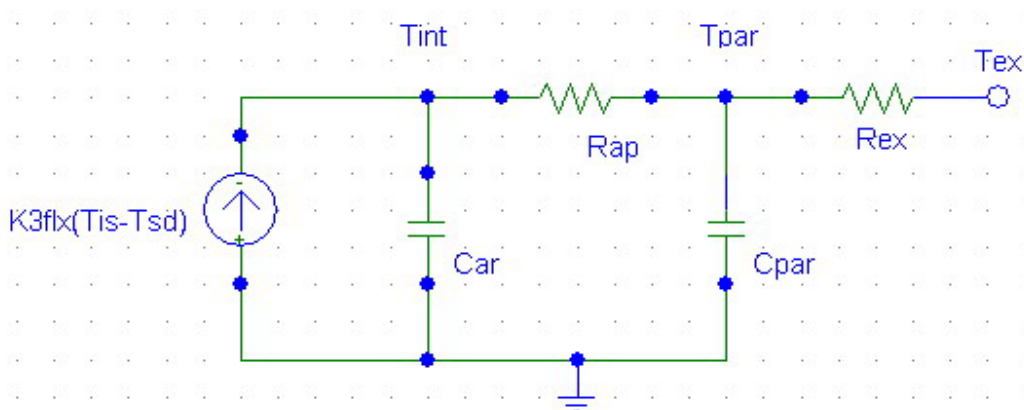 Tint
Tpar
Tex
Rap
Rex
K3flx(Tis-Tsd)
Car
Cpar